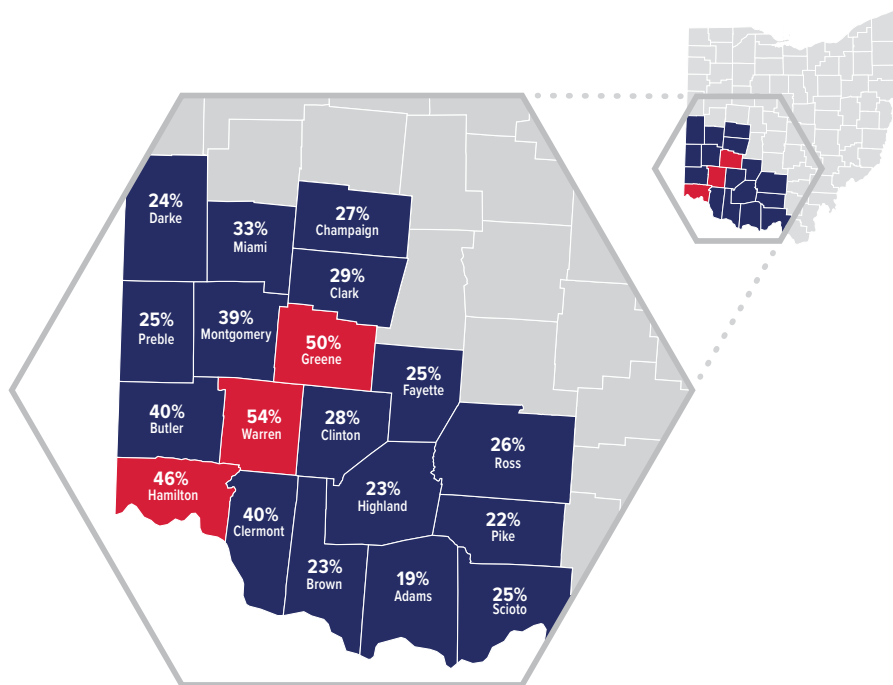 24%
Darke
33%
Miami
27%
Champaign
29%
Clark
25%
Preble
39%
Montgomery
50%
Greene
25%
Fayette
40%
Butler
54%
Warren
28%
Clinton
26%
Ross
46%
Hamilton
40%
Clermont
23%
Highland
22%
Pike
23%
Brown
19%
Adams
25%
Scioto